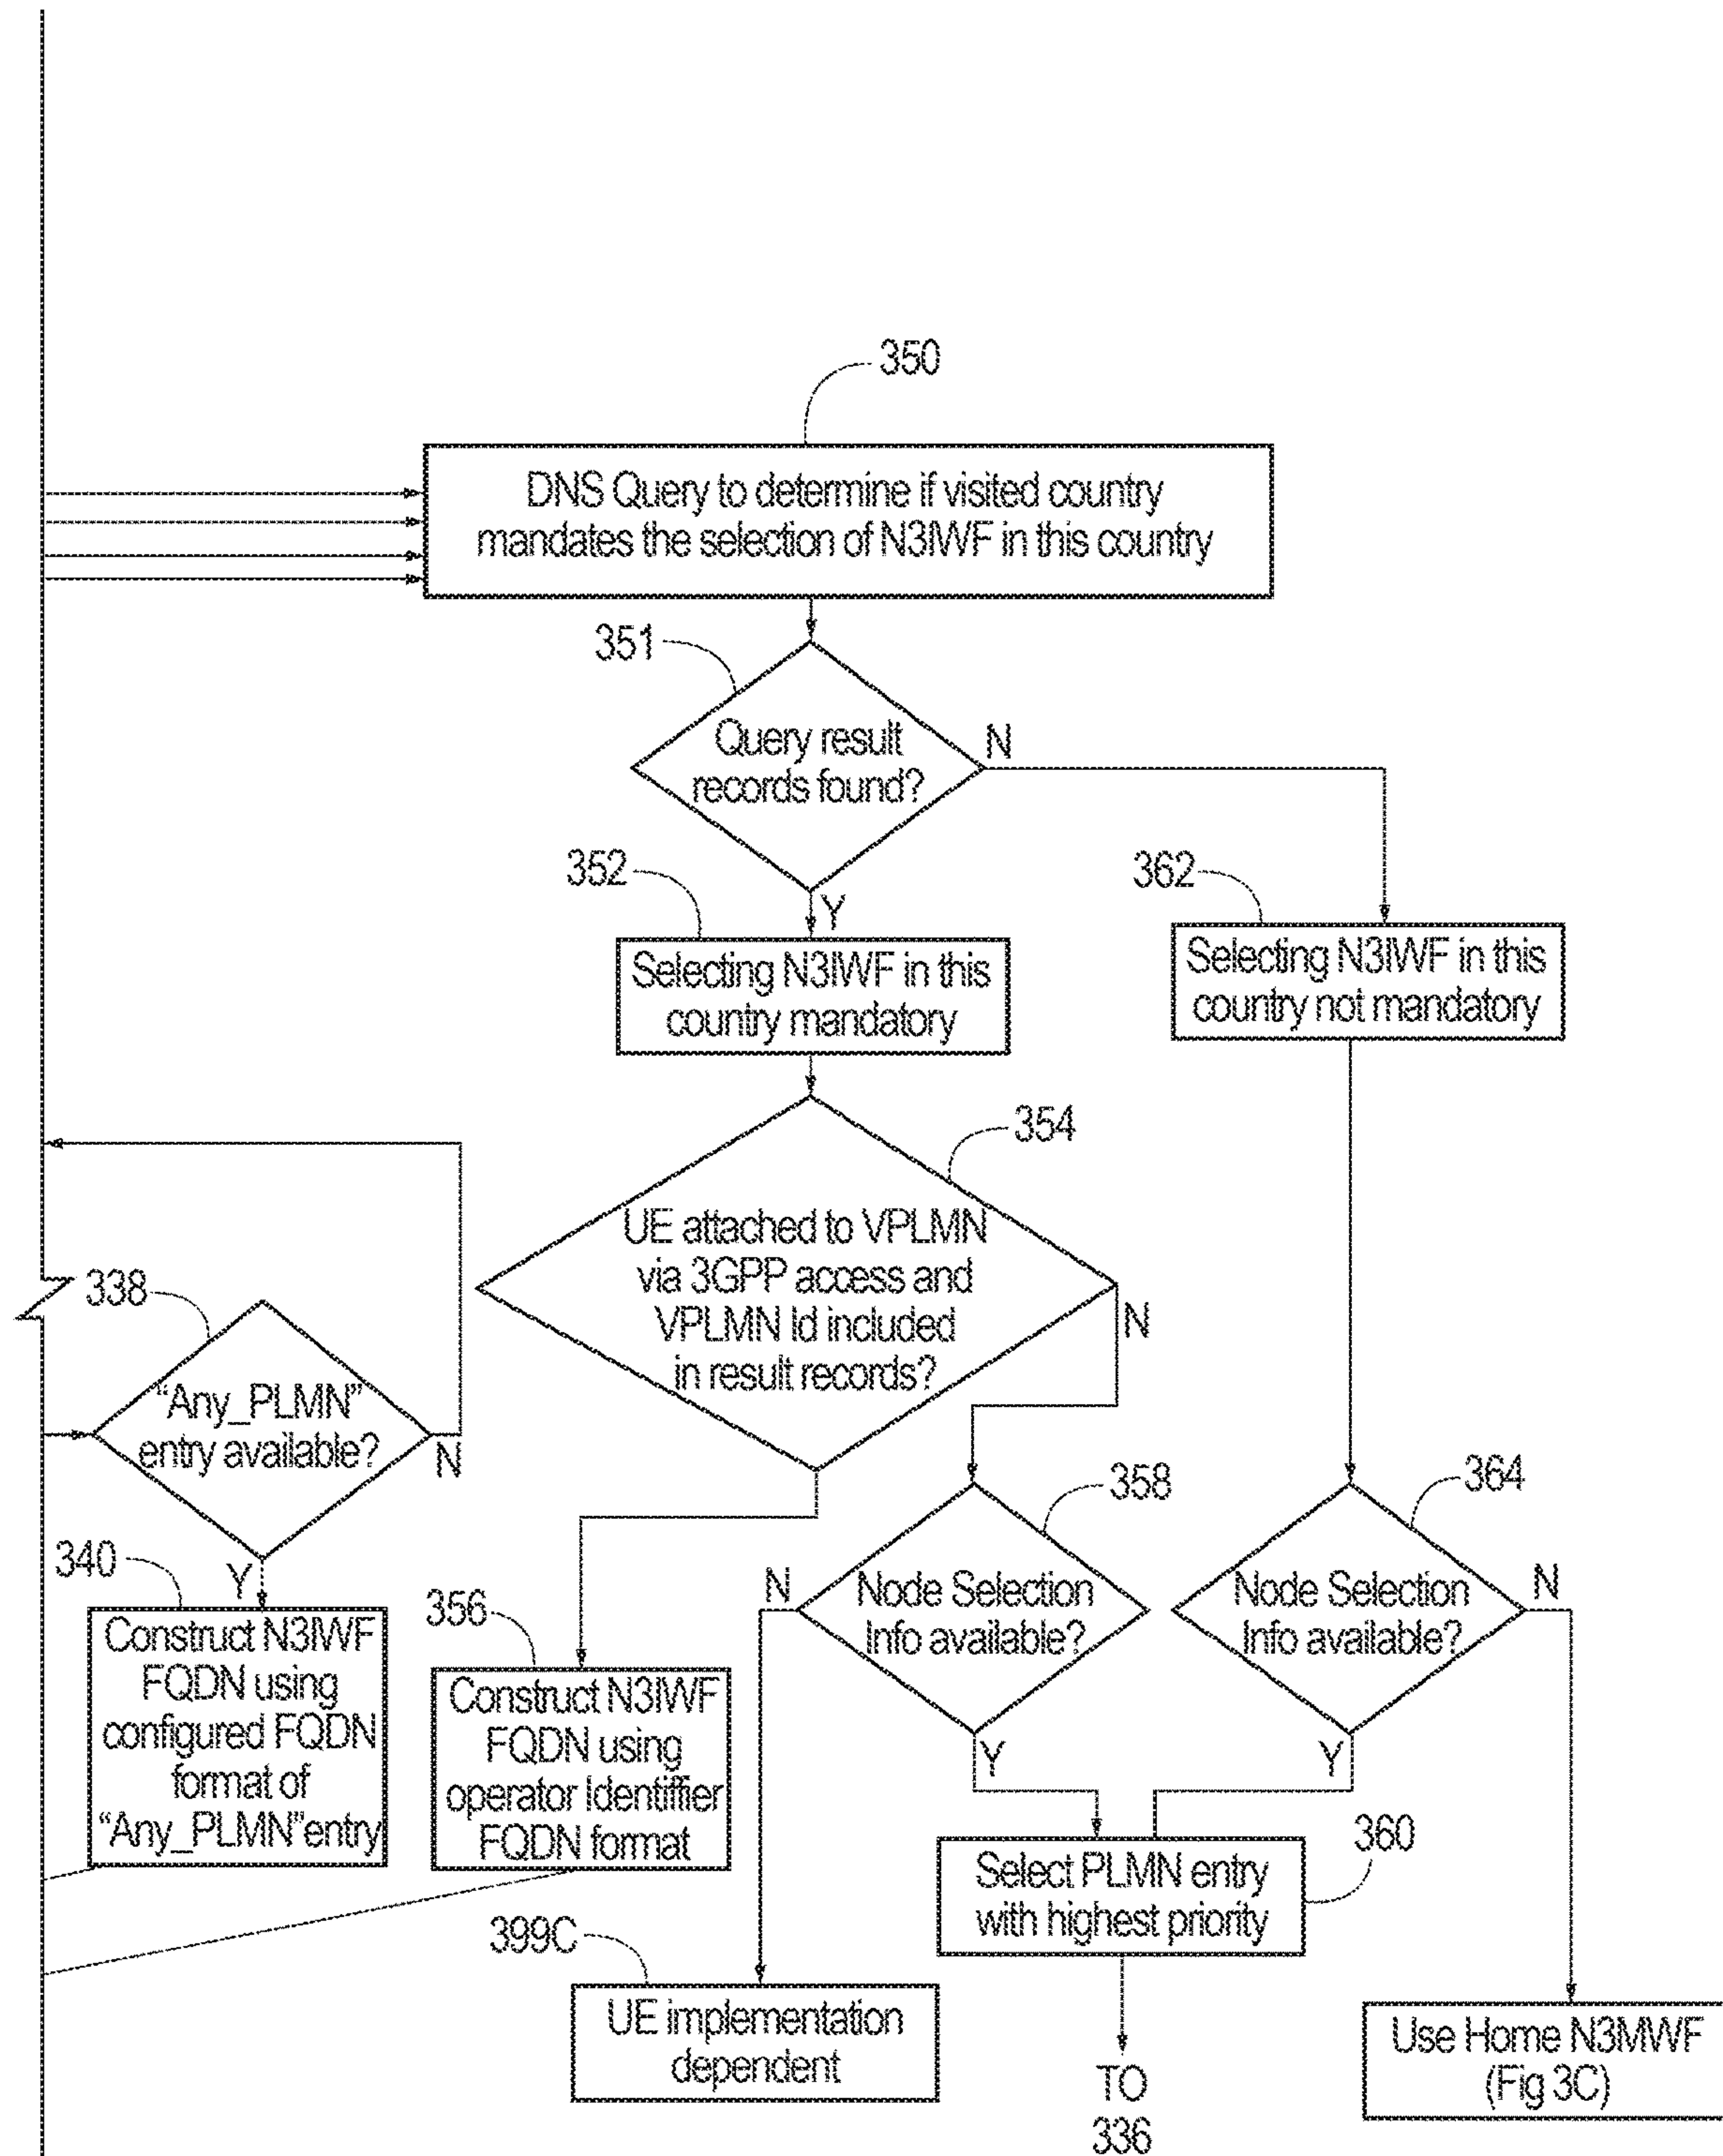 350
DNS Query to determine if visited country
mandates the selection of N3IWF in this country
351
Query result
records found?
N
Y
352
Selecting N3IWF in this
country mandatory
362
Selecting N3IWF in this
country not mandatory
354
UE attached to VPLMN
via 3GPP access and
VPLMN Id included
in result records?
N
338
“Any_PLMN”
entry available?
N
Y
340
Construct N3IWF
FQDN using
configured FQDN
format of
“Any_PLMN”entry
356
Construct N3IWF
FQDN using
operator Identiffier
FQDN format
358
Node Selection
Info available?
N
Y
364
Node Selection
Info available?
N
Y
360
Select PLMN entry
with highest priority
399C
UE implementation
dependent
TO
336
Use Home N3MWF
(Fig 3C)